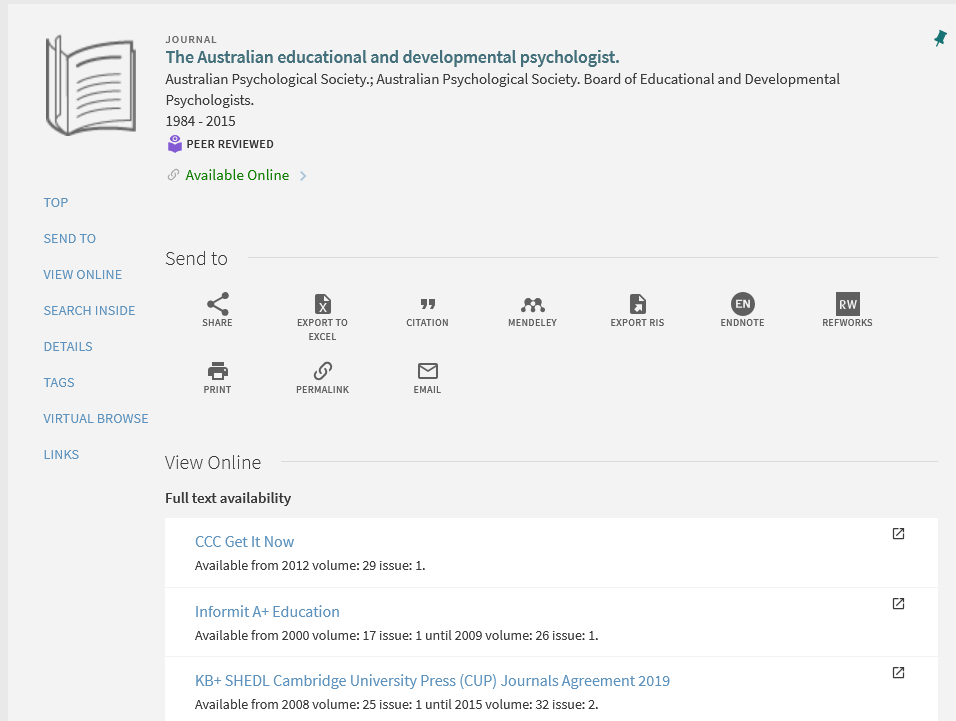 JOURNAL
The Australian educational and developmental psychologist.
Australian Psychological Society.; Australian Psychological Society. Board of Educational and Developmental
Psychologists.
1984 - 2015
PEER REVIEWED
Available Online
TOP
SEND TO
VIEW ONLINE
SEARCH INSIDE
DETAILS
TAGS
VIRTUAL BROWSE
LINKS
Send to
SHARE
EXPORT TO
EXCEL
CITATION
MENDELEY
EXPORT RIS
EN
ENDNOTE
RW
REFWORKS
PRINT
PERMALINK
EMAIL
View Online
Full text availability
CCC Get It Now
Available from 2012 volume: 29 issue: 1.
Informit A+ Education
Available from 2000 volume: 17 issue: 1 until 2009 volume: 26 issue: 1.
KB+ SHEDL Cambridge University Press (CUP) Journals Agreement 2019
Available from 2008 volume: 25 issue: 1 until 2015 volume: 32 issue: 2.